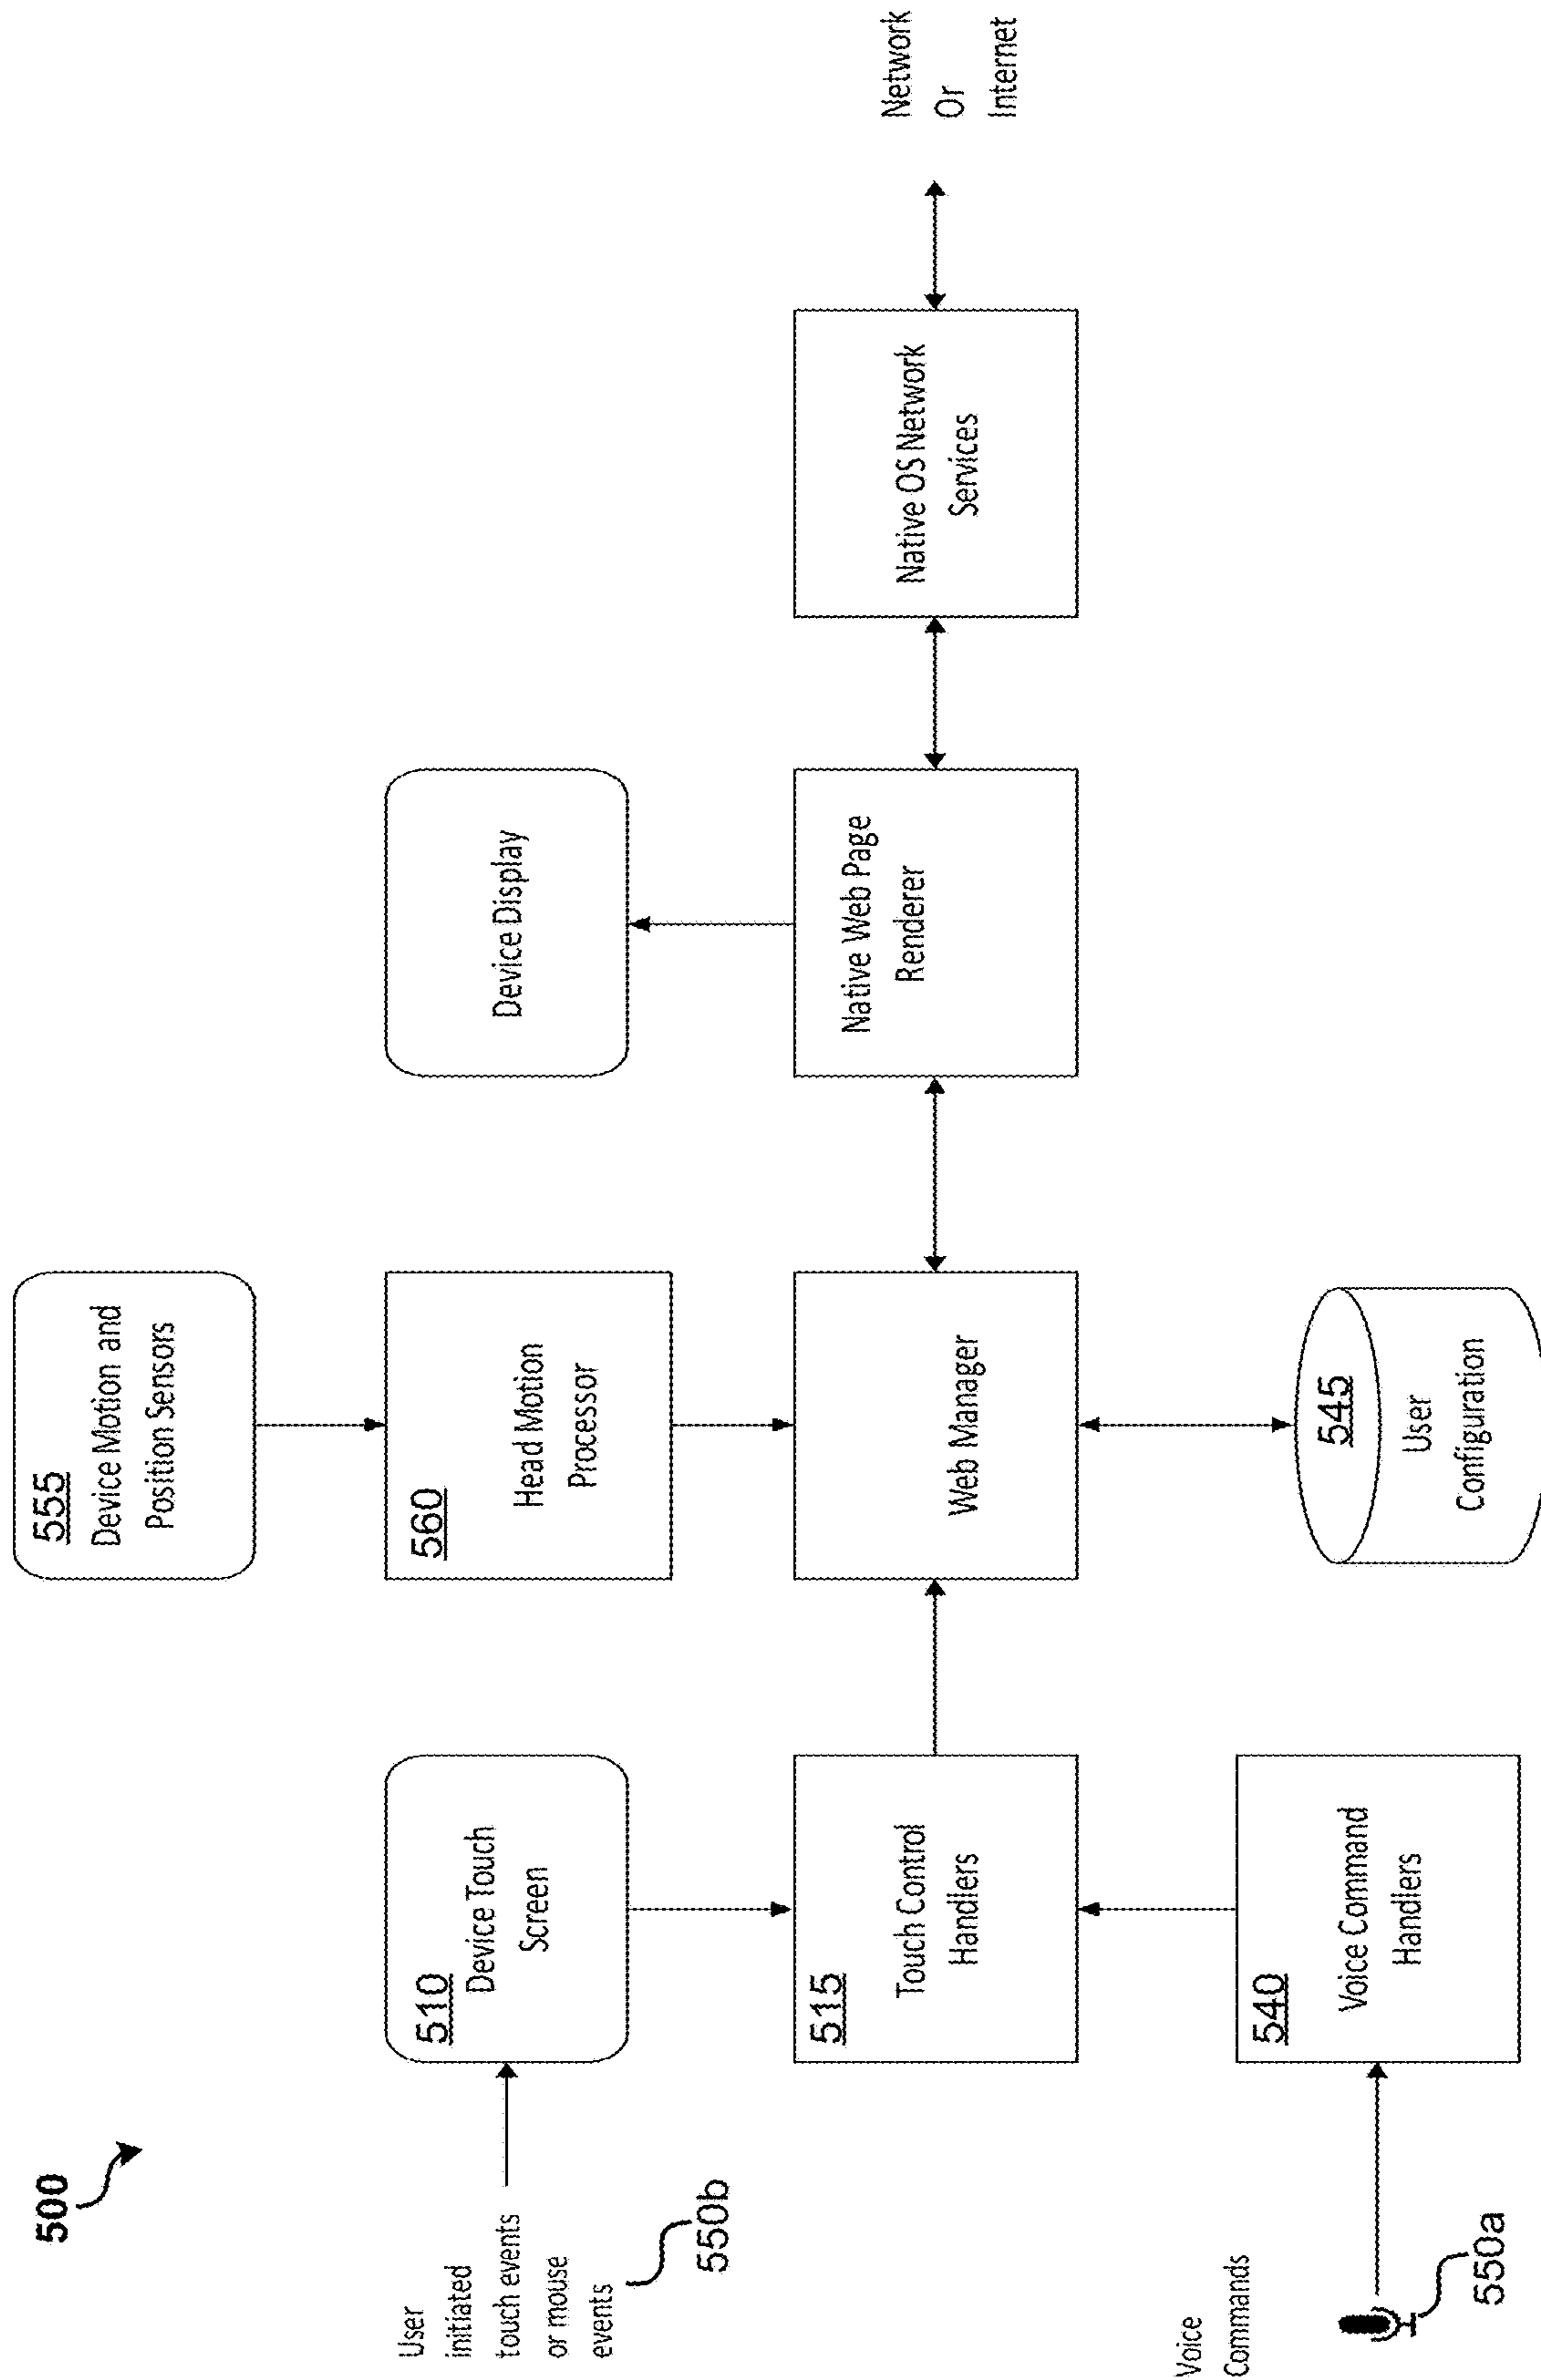 500
555
Device Motion and
Position Sensors
User
initiated
touch events
or mouse
events
550b
510
Device Touch
Screen
560
Head Motion
Processor
Device Display
515
Touch Control
Handlers
Web Manager
Native Web Page
Renderer
Native OS Network
Services
Network
Or
Internet
Voice
Commands
550a
540
Voice Command
Handlers
545
User
Configuration